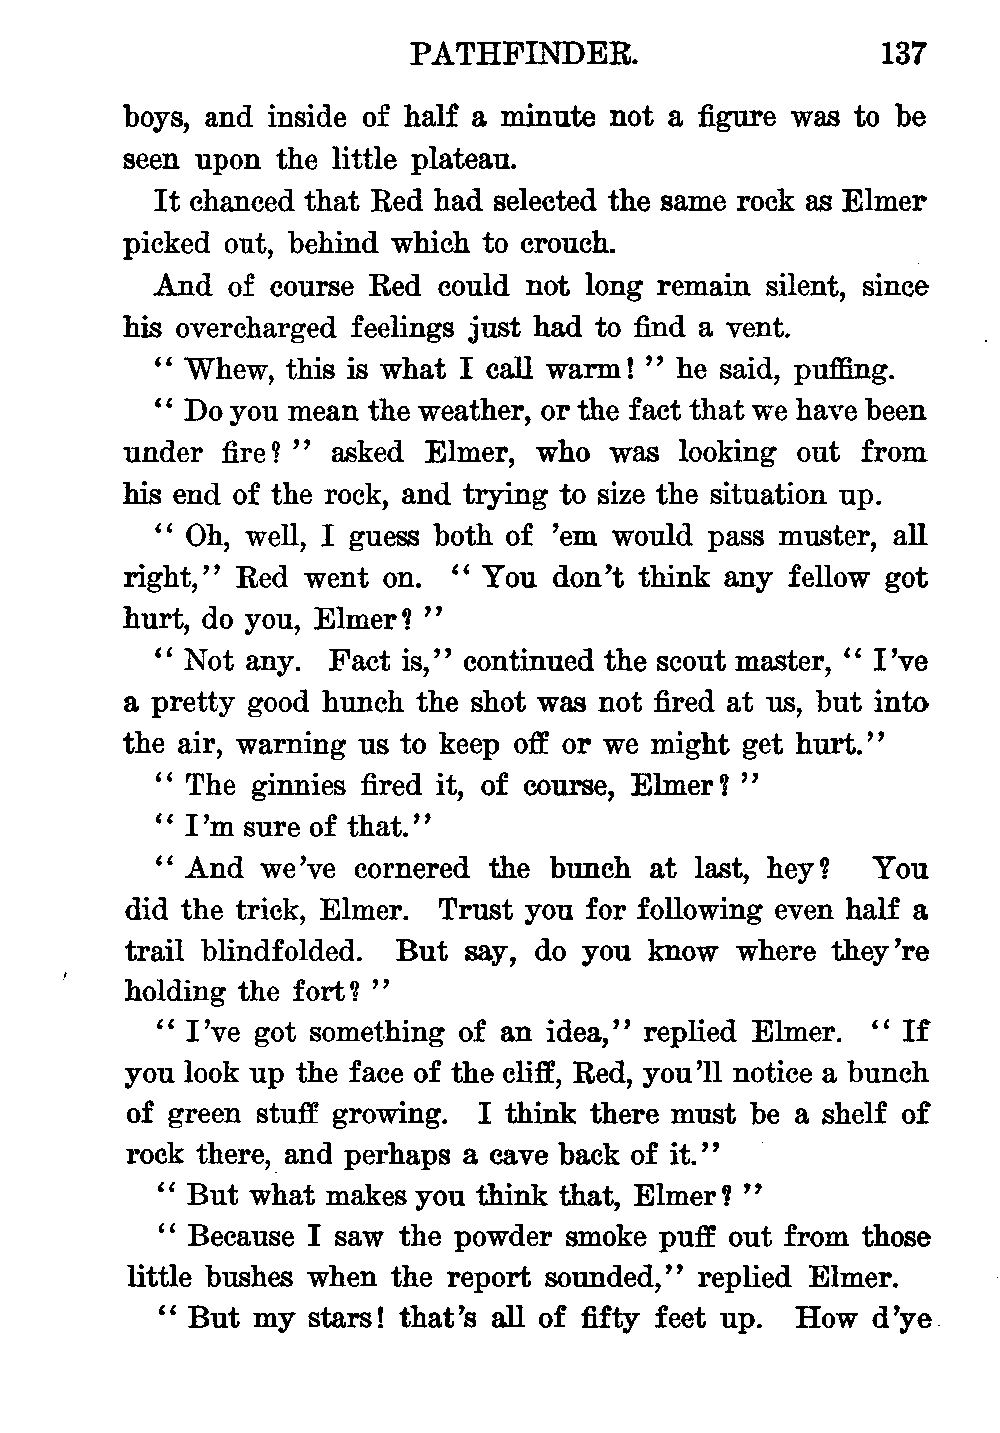 PATHFINDER. 137
boys, and inside of half a minute not a figure was to be
seen upon the little plateau.
It chanced that Red had selected the same rock as Elmer
picked out, behind which to crouch.
And of course Red could not long remain silent, since
his overcharged feelings just had to find a vent.
“ Whew, this is what I call warm! ” he said, puffing.
“ Do you mean the weather, or the fact that we have been
under fire? ” asked Elmer, who was looking out from
his end of the rock, and trying to size the situation up.
“ Oh, well, I guess both of ’em would pass muster, all
right,” Red went on. “ You don’t think any fellow got
hurt, do you, Elmer? ”
“ Not any. Fact is,” continued the scout master, “ I’ve
a pretty good hunch the shot was not fired at us, but into
the air, warning us to keep off or we might get hurt.”
“ The ginnies fired it, of course, Elmer? ”
“ I’m sure of that.”
“ And we’ve cornered the bunch at last, hey? You
did the trick, Elmer. Trust you for following even half a
trail blindfolded. But say, do you know where they’re
holding the fort? ”
“ I’ve got something of an idea,” replied Elmer. “ If
you look up the face of the cliff, Red, you’ll notice a bunch
of green stuff growing. I think there must be a shelf of
rock there, and perhaps a cave back of it.”
“ But what makes you think that, Elmer? ”
“ Because I saw the powder smoke puff out from those
little bushes when the report sounded,” replied Elmer.
“ But my stars! that’s all of fifty feet up. How d’ye